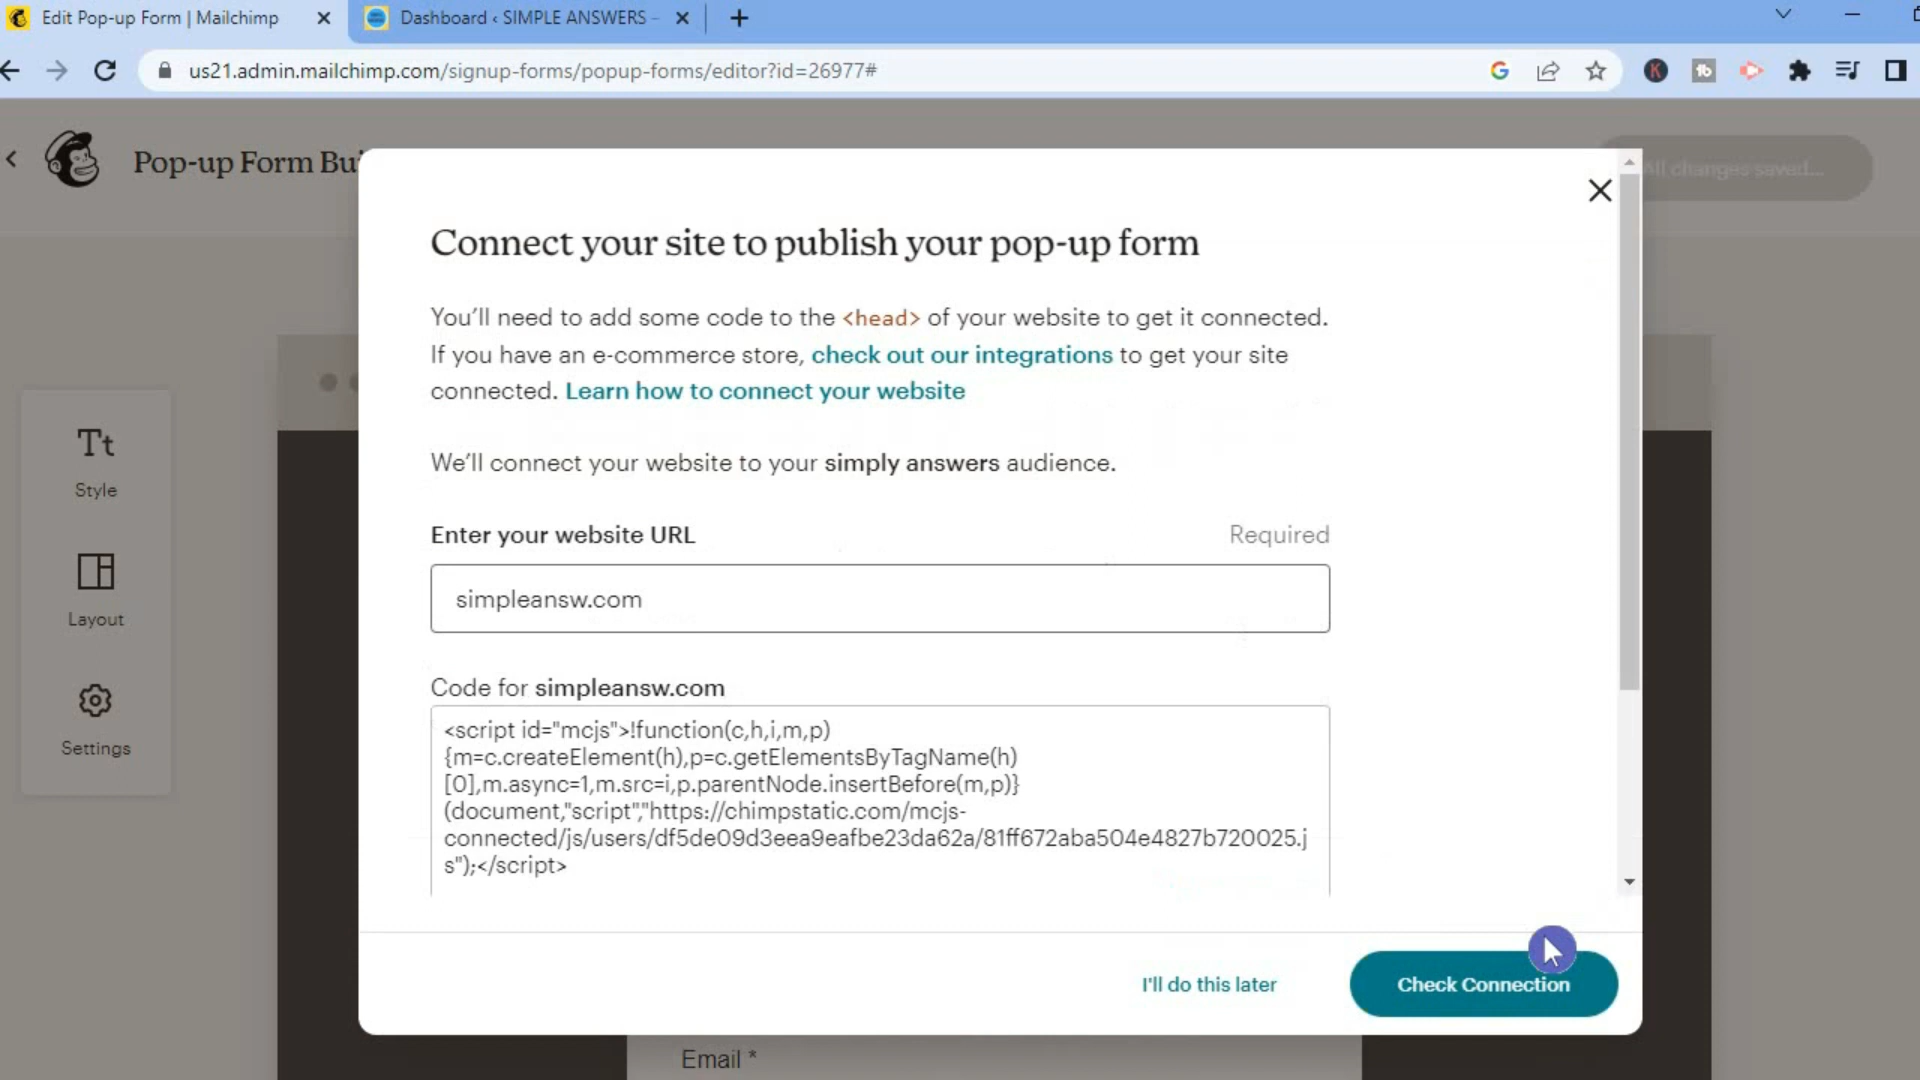 Edit Pop-up Form | Mailchimp
Dashboard ‹ SIMPLE ANSWERS –
us21.admin.mailchimp.com/signup-forms/popup-forms/editor?id=26977#
Pop-up Form Bui
All changes saved...
Connect your site to publish your pop-up form
You’ll need to add some code to the <head> of your website to get it connected.
If you have an e-commerce store, check out our integrations to get your site
connected. Learn how to connect your website
We’ll connect your website to your simply answers audience.
Enter your website URL
Required
simpleansw.com
Code for simpleansw.com
<script id="mcjs">!function(c,h,i,m,p)
{m=c.createElement(h),p=c.getElementsByTagName(h)
[0],m.async=1,m.src=i,p.parentNode.insertBefore(m,p)}
(document,"script","https://chimpstatic.com/mcjs-
connected/js/users/df5de09d3eea9eafbe23da62a/81ff672aba504e4827b720025.j
s");</script>
Tt
Style
Layout
Settings
I'll do this later
Check Connection
Email *